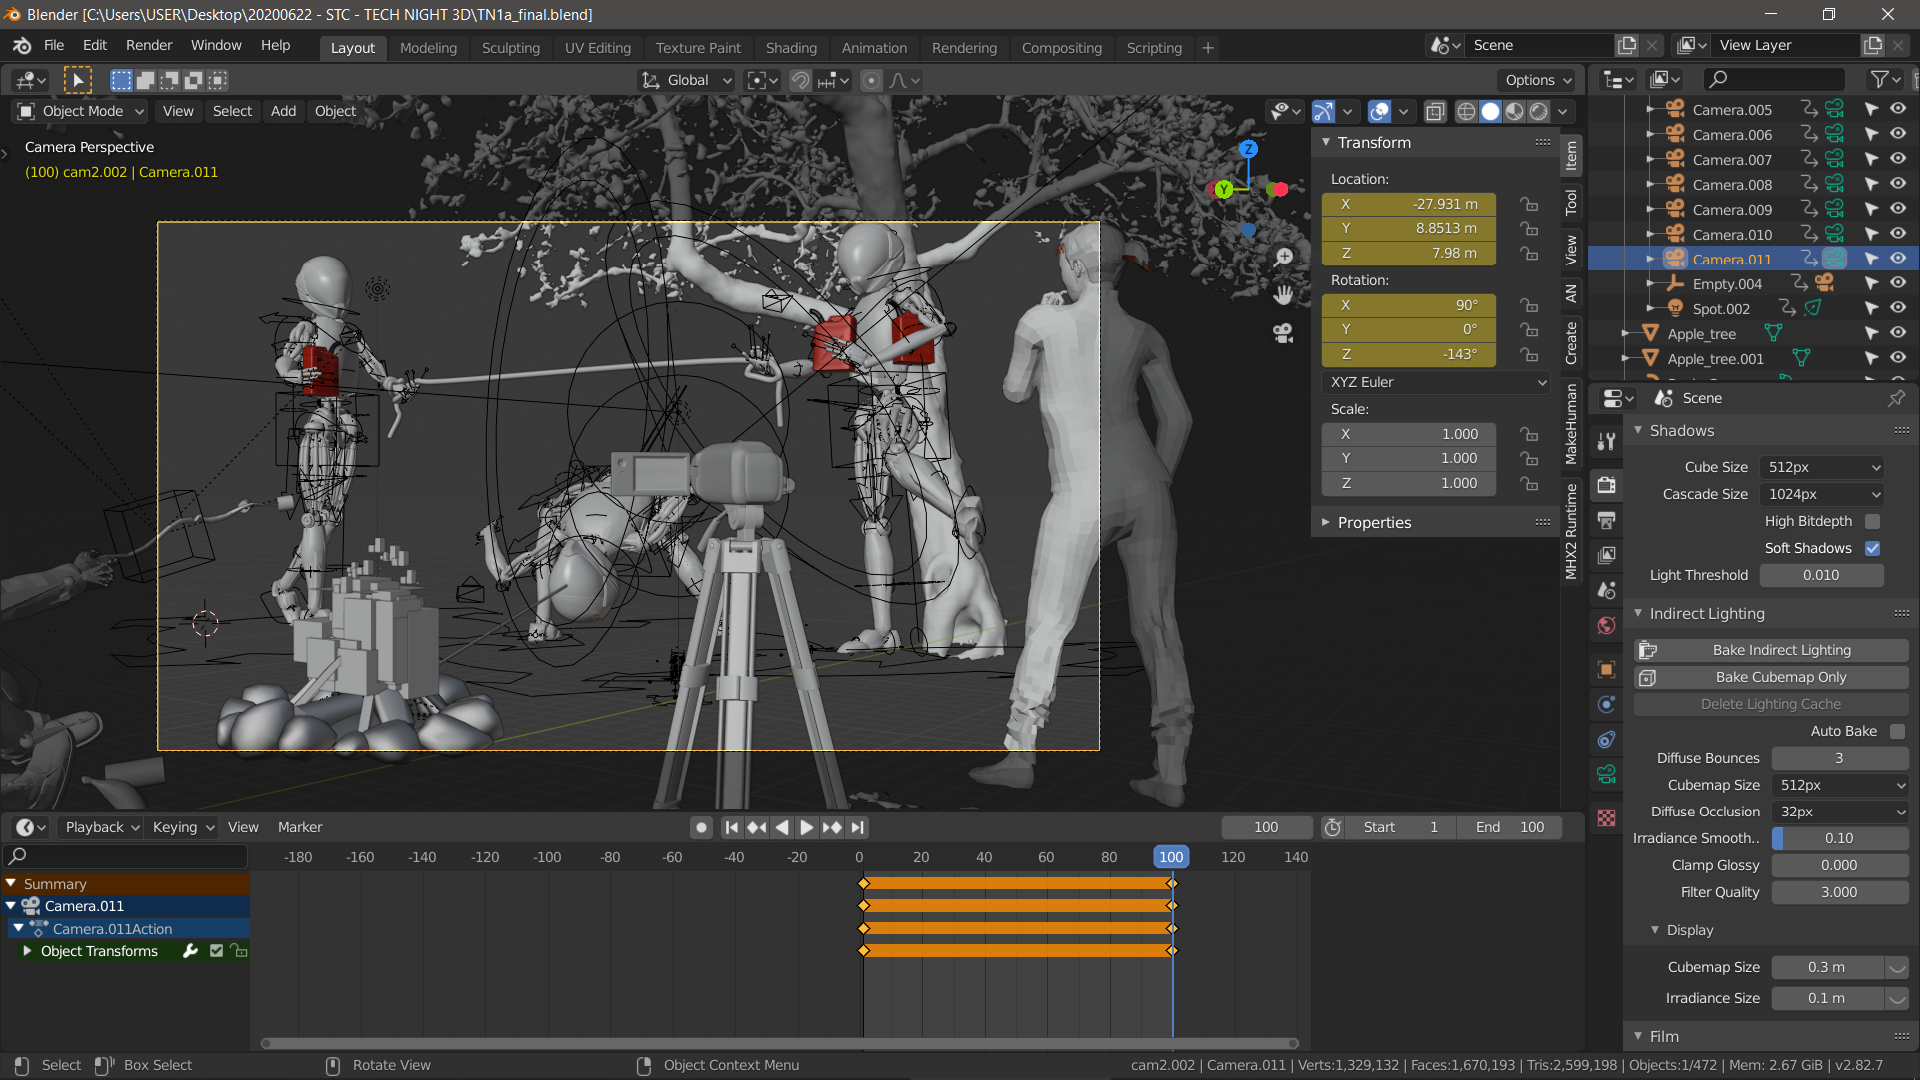 Blender [C:\Users\USER\Desktop\20200622 - STC - TECH NIGHT 3D\TN1a_final.blend]
File Edit Render Window Help
Layout Modeling Sculpting UV Editing Texture Paint Shading Animation Rendering Compositing Scripting +
Scene
View Layer
Global
Options
Object Mode View Select Add Object
Camera Perspective
(100) cam2.002 | Camera.011
Z
Y
Transform
Location:
X -27.931 m
Y 8.8513 m
Z 7.98 m
Rotation:
X 90°
Y 0°
Z -143°
XYZ Euler
Scale:
X 1.000
Y 1.000
Z 1.000
Properties
Item
Tool
View
AN
Create
MakeHuman
MHX2 Runtime
Camera.005
Camera.006
Camera.007
Camera.008
Camera.009
Camera.010
Camera.011
Empty.004
Spot.002
Apple_tree
Apple_tree.001
Scene
Shadows
Cube Size 512px
Cascade Size 1024px
High Bitdepth
Soft Shadows
Light Threshold 0.010
Indirect Lighting
Bake Indirect Lighting
Bake Cubemap Only
Delete Lighting Cache
Auto Bake
Diffuse Bounces 3
Cubemap Size 512px
Diffuse Occlusion 32px
Irradiance Smooth.. 0.10
Clamp Glossy 0.000
Filter Quality 3.000
Display
Cubemap Size 0.3 m
Irradiance Size 0.1 m
Film
Playback Keying View Marker
100
Start 1
End 100
-180 -160 -140 -120 -100 -80 -60 -40 -20 0 20 40 60 80 100 120 140
Summary
Camera.011
Camera.011Action
Object Transforms
Select Box Select Rotate View Object Context Menu
cam2.002 | Camera.011 | Verts:1,329,132 | Faces:1,670,193 | Tris:2,599,198 | Objects:1/472 | Mem: 2.67 GiB | v2.82.7